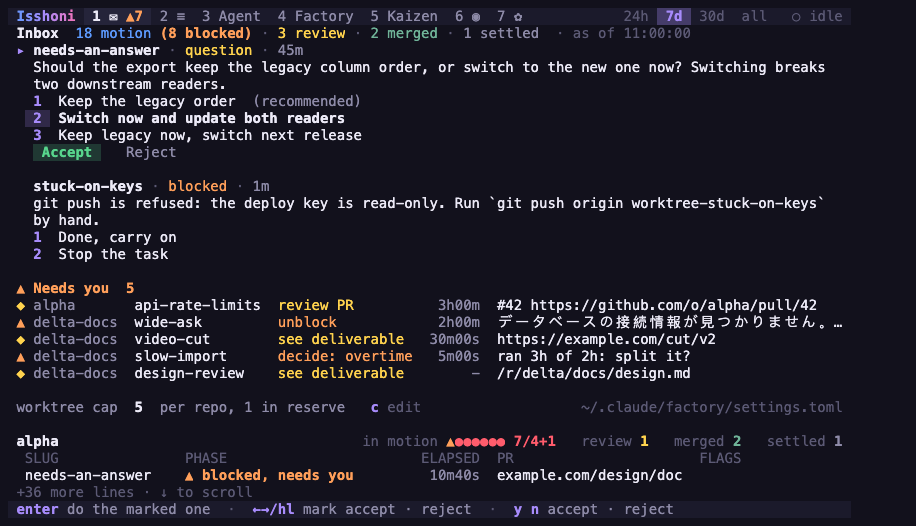 Isshoni  1 ✉ ▲7  2 ≡  3 Agent  4 Factory  5 Kaizen  6 ◉  7 ✿  24h  7d  30d  all  ○ idle
Inbox  18 motion (8 blocked) · 3 review · 2 merged · 1 settled  · as of 11:00:00
▸ needs-an-answer · question · 45m
Should the export keep the legacy column order, or switch to the new one now? Switching breaks
two downstream readers.
1  Keep the legacy order  (recommended)
2  Switch now and update both readers
3  Keep legacy now, switch next release
Accept  Reject
stuck-on-keys · blocked · 1m
git push is refused: the deploy key is read-only. Run `git push origin worktree-stuck-on-keys`
by hand.
1  Done, carry on
2  Stop the task
▲ Needs you  5
◆ alpha  api-rate-limits  review PR  3h00m  #42 https://github.com/o/alpha/pull/42
▲ delta-docs  wide-ask  unblock  2h00m  データベースの接続情報が見つかりません。…
◆ delta-docs  video-cut  see deliverable  30m00s  https://example.com/cut/v2
▲ delta-docs  slow-import  decide: overtime  5m00s  ran 3h of 2h: split it?
◆ delta-docs  design-review  see deliverable  –  /r/delta/docs/design.md
worktree cap  5  per repo, 1 in reserve  c edit  ~/.claude/factory/settings.toml
alpha  in motion ▲●●●●●● 7/4+1  review 1  merged 2  settled 1
SLUG  PHASE  ELAPSED  PR  FLAGS
needs-an-answer  ▲ blocked, needs you  10m40s  example.com/design/doc
+36 more lines · ↓ to scroll
enter do the marked one  ·  ←→/hl mark accept · reject  ·  y n accept · reject